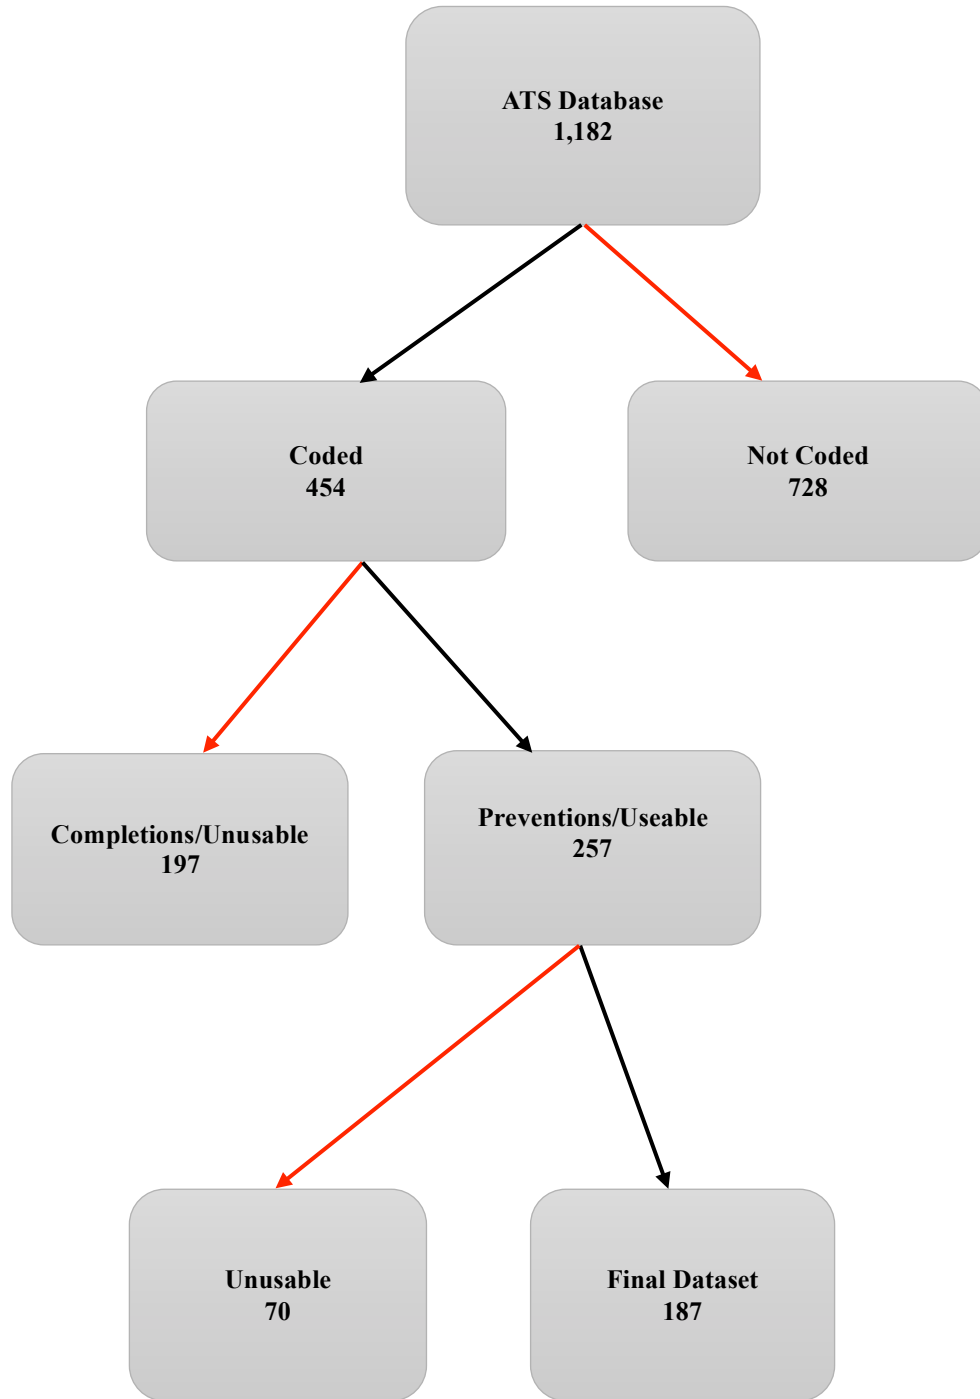 ATS Database
1,182
Coded
454
Not Coded
728
Completions/Unusable
197
Preventions/Useable
257
Unusable
70
Final Dataset
187